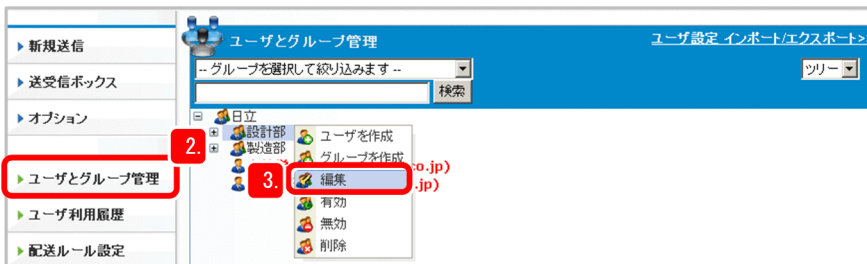 新規送信
送受信ボックス
オプション
ユーザとグループ管理
ユーザ利用履歴
配送ルール設定
ユーザとグループ管理
ユーザ設定 インポート/エクスポート>
-- グループを選択して絞り込みます --
ツリー
検索
日立
設計部
製造部
co.jp)
.jp)
2.
ユーザを作成
グループを作成
3.
編集
有効
無効
削除